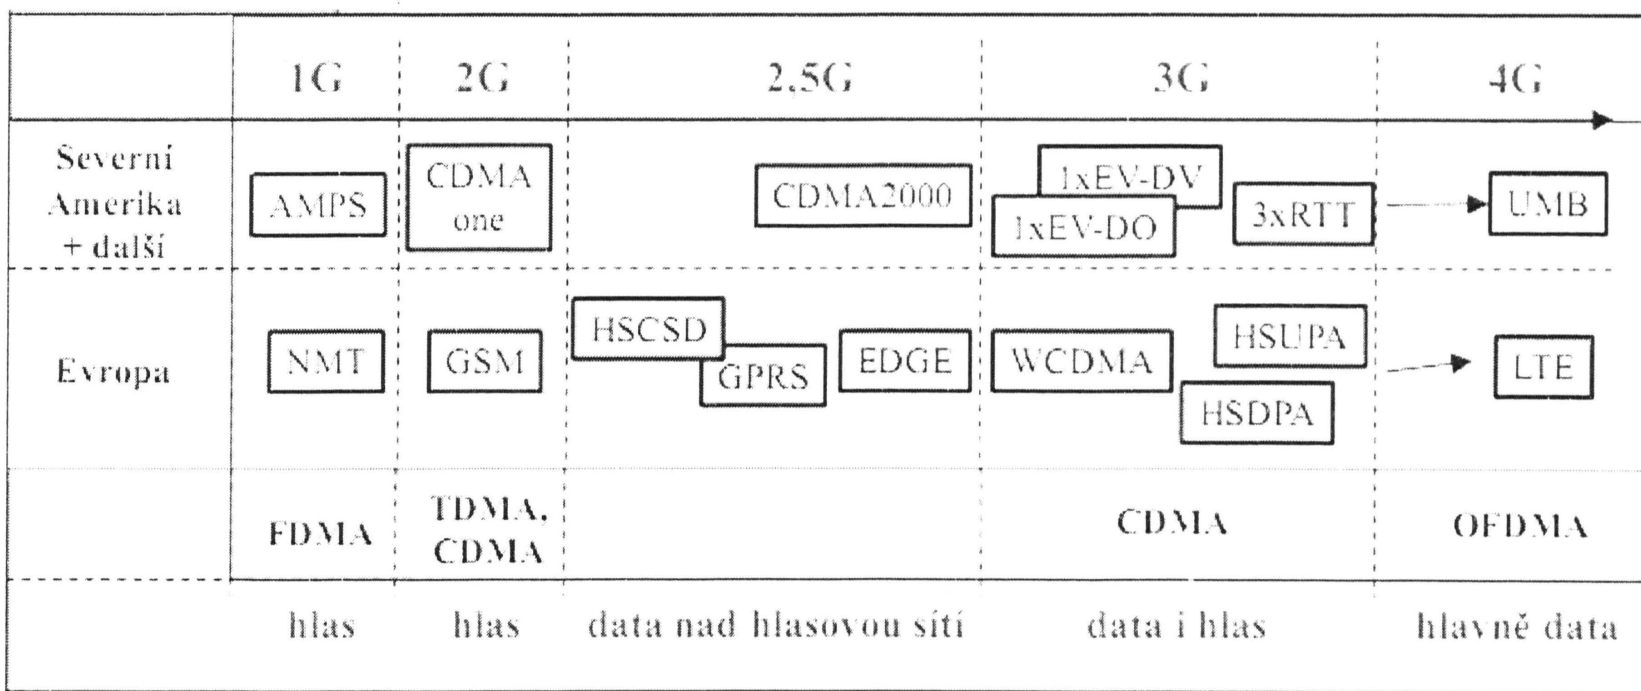 1G 2G 2,5G 3G 4G
Severní
Amerika
+ další
AMPS
CDMA
one
CDMA2000
1xEV-DV
1xEV-DO
3xRTT
UMB
Evropa
NMT
GSM
HSCSD
GPRS
EDGE
WCDMA
HSUPA
HSDPA
LTE
FDMA
TDMA,
CDMA
CDMA
OFDMA
hlas hlas data nad hlasovou sítí data i hlas hlavně data